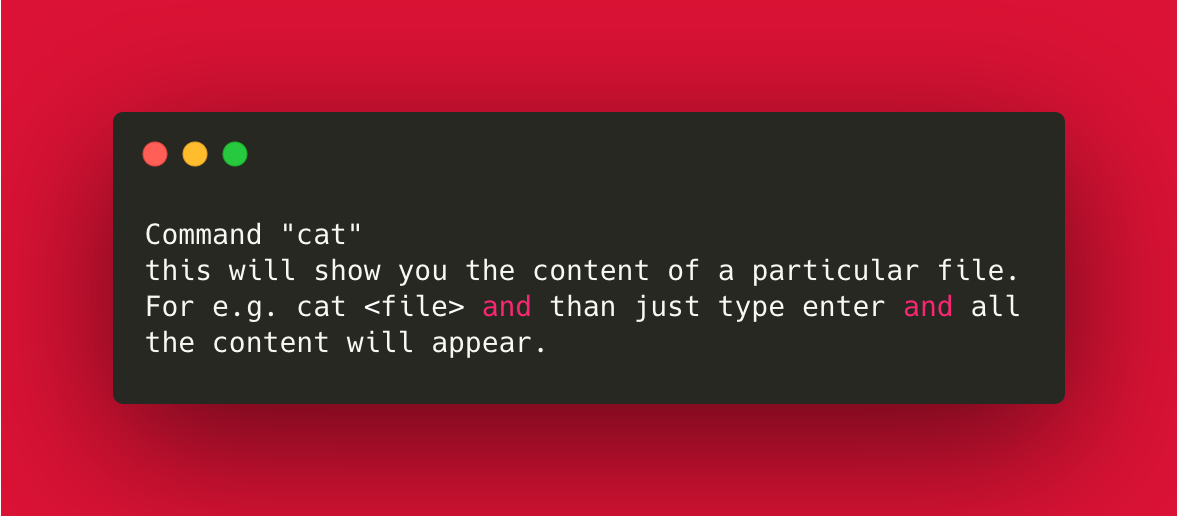 Command "cat"
this will show you the content of a particular file.
For e.g. cat <file> and than just type enter and all
the content will appear.